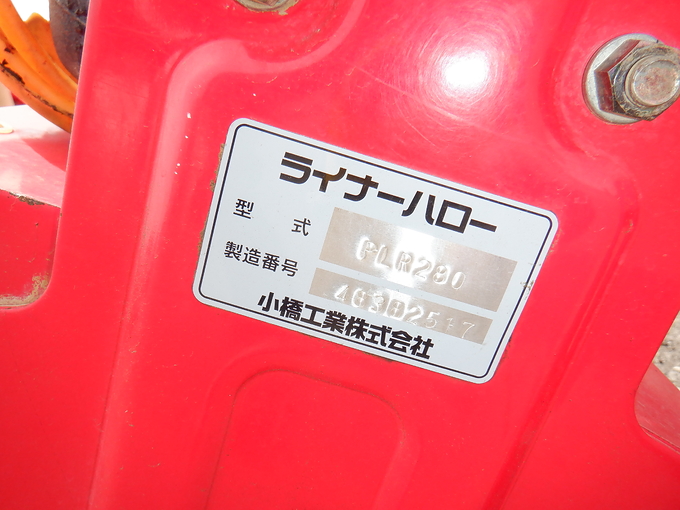 ライナーハロー
型式 PLR280
製造番号
小橋工業株式会社